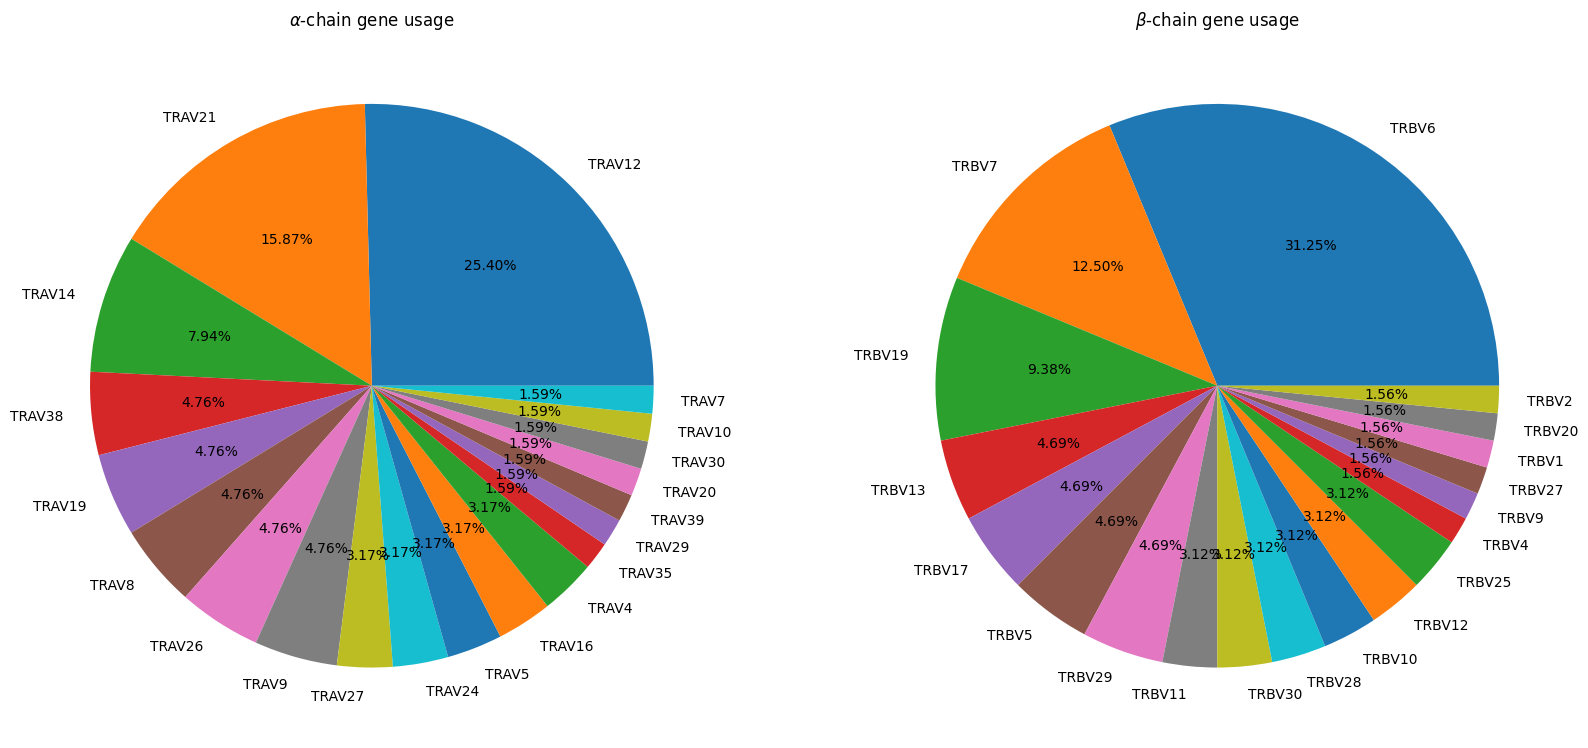 α-chain gene usage
TRAV12
25.40%
TRAV21
15.87%
TRAV14
7.94%
TRAV38
4.76%
TRAV19
4.76%
TRAV8
4.76%
TRAV26
4.76%
TRAV9
4.76%
TRAV27
3.17%
TRAV24
3.17%
TRAV5
3.17%
TRAV16
3.17%
TRAV4
3.17%
TRAV35
1.59%
TRAV29
1.59%
TRAV39
1.59%
TRAV20
1.59%
TRAV30
1.59%
TRAV10
1.59%
TRAV7
1.59%
β-chain gene usage
TRBV6
31.25%
TRBV7
12.50%
TRBV19
9.38%
TRBV13
4.69%
TRBV17
4.69%
TRBV5
4.69%
TRBV29
4.69%
TRBV11
3.12%
TRBV30
3.12%
TRBV28
3.12%
TRBV10
3.12%
TRBV12
3.12%
TRBV25
3.12%
TRBV4
1.56%
TRBV9
1.56%
TRBV27
1.56%
TRBV1
1.56%
TRBV20
1.56%
TRBV2
1.56%